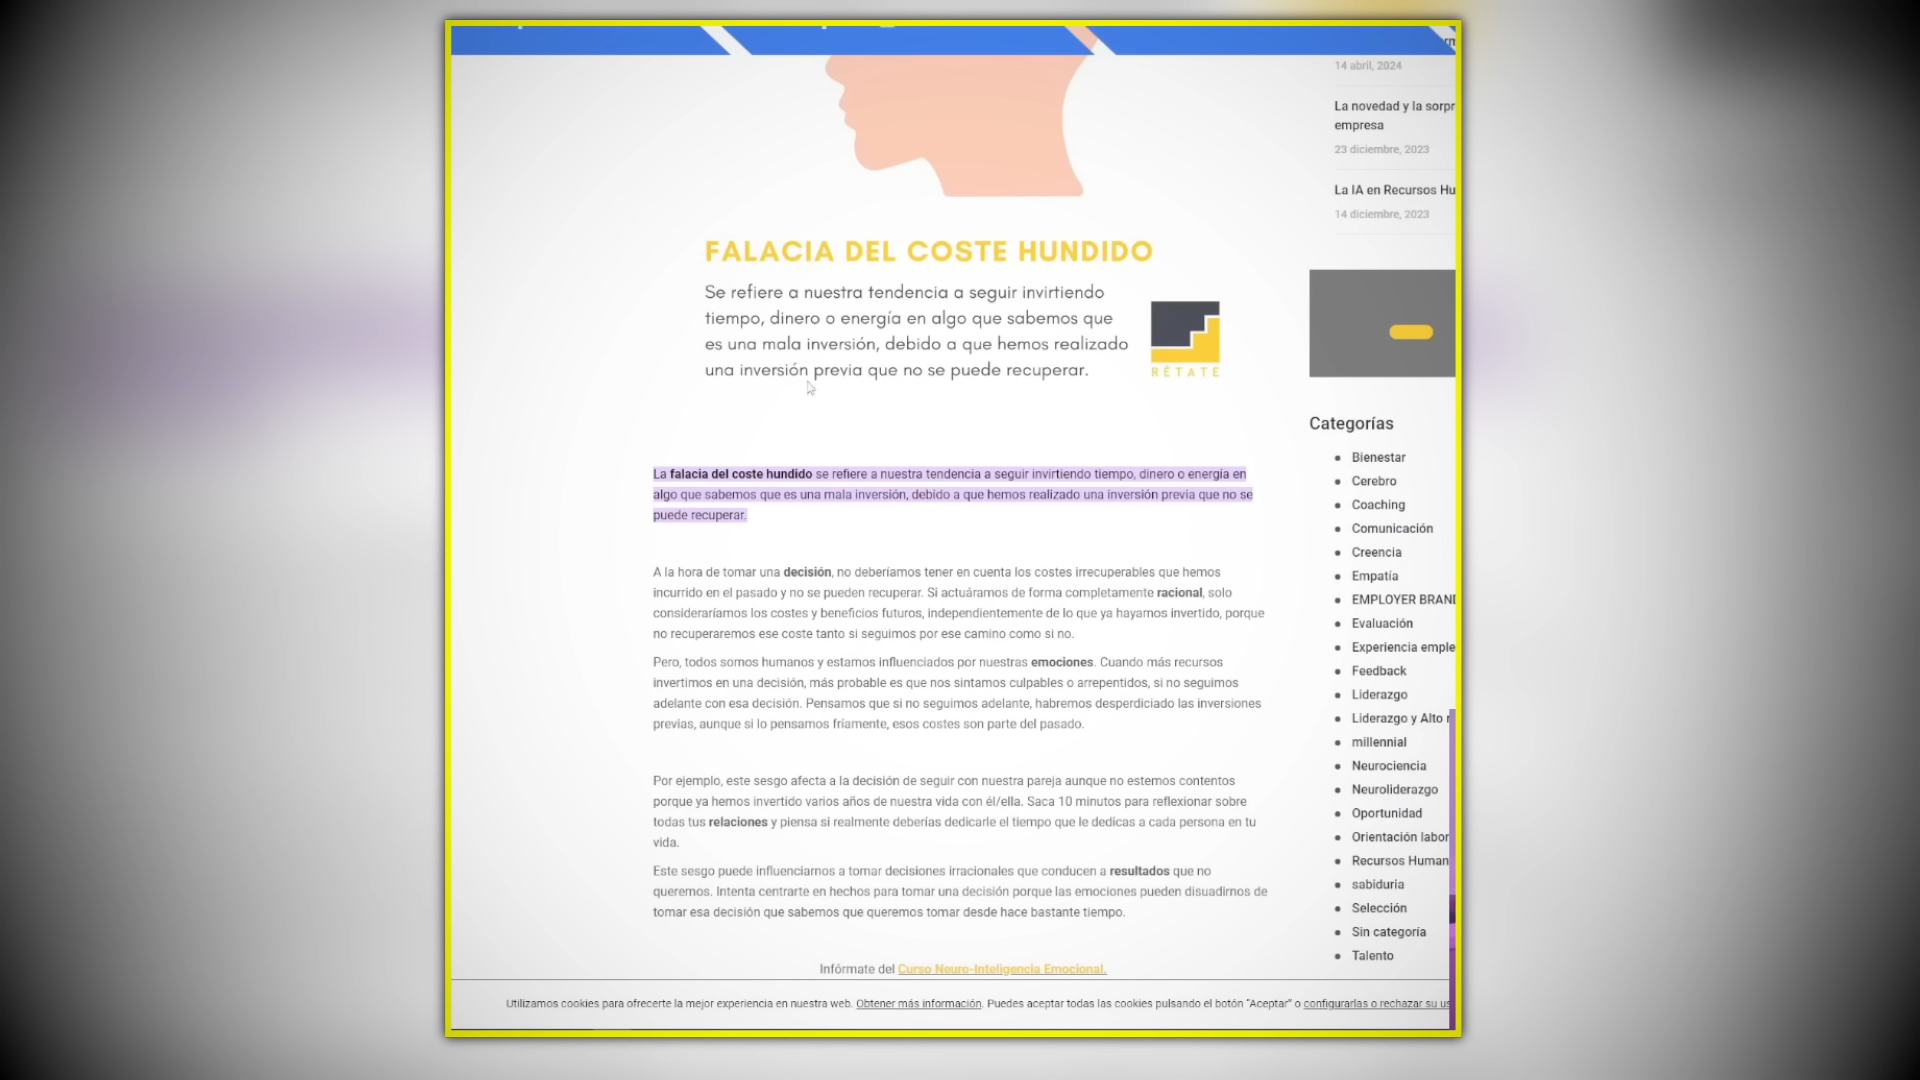 14 abril, 2024
La novedad y la sorpr
empresa
23 diciembre, 2023
La IA en Recursos Hu
14 diciembre, 2023
FALACIA DEL COSTE HUNDIDO
Se refiere a nuestra tendencia a seguir invirtiendo
tiempo, dinero o energía en algo que sabemos que
es una mala inversión, debido a que hemos realizado
una inversión previa que no se puede recuperar.
RÉTATE
La falacia del coste hundido se refiere a nuestra tendencia a seguir invirtiendo tiempo, dinero o energía en
algo que sabemos que es una mala inversión, debido a que hemos realizado una inversión previa que no se
puede recuperar.
A la hora de tomar una decisión, no deberíamos tener en cuenta los costes irrecuperables que hemos
incurrido en el pasado y no se pueden recuperar. Si actuáramos de forma completamente racional, solo
consideraríamos los costes y beneficios futuros, independientemente de lo que ya hayamos invertido, porque
no recuperaremos ese coste tanto si seguimos por ese camino como si no.
Pero, todos somos humanos y estamos influenciados por nuestras emociones. Cuando más recursos
invertimos en una decisión, más probable es que nos sintamos culpables o arrepentidos, si no seguimos
adelante con esa decisión. Pensamos que si no seguimos adelante, habremos desperdiciado las inversiones
previas, aunque si lo pensamos fríamente, esos costes son parte del pasado.
Por ejemplo, este sesgo afecta a la decisión de seguir con nuestra pareja aunque no estemos contentos
porque ya hemos invertido varios años de nuestra vida con él/ella. Saca 10 minutos para reflexionar sobre
todas tus relaciones y piensa si realmente deberías dedicarle el tiempo que le dedicas a cada persona en tu
vida.
Este sesgo puede influenciarnos a tomar decisiones irracionales que conducen a resultados que no
queremos. Intenta centrarte en hechos para tomar una decisión porque las emociones pueden disuadirnos de
tomar esa decisión que sabemos que queremos tomar desde hace bastante tiempo.
Infórmate del Curso Neuro-Inteligencia Emocional.
Categorías
Bienestar
Cerebro
Coaching
Comunicación
Creencia
Empatía
EMPLOYER BRAND
Evaluación
Experiencia emple
Feedback
Liderazgo
Liderazgo y Alto r
millennial
Neurociencia
Neuroliderazgo
Oportunidad
Orientación labor
Recursos Human
sabiduria
Selección
Sin categoría
Talento
Utilizamos cookies para ofrecerte la mejor experiencia en nuestra web. Obtener más información. Puedes aceptar todas las cookies pulsando el botón “Aceptar” o configurarlas o rechazar su us